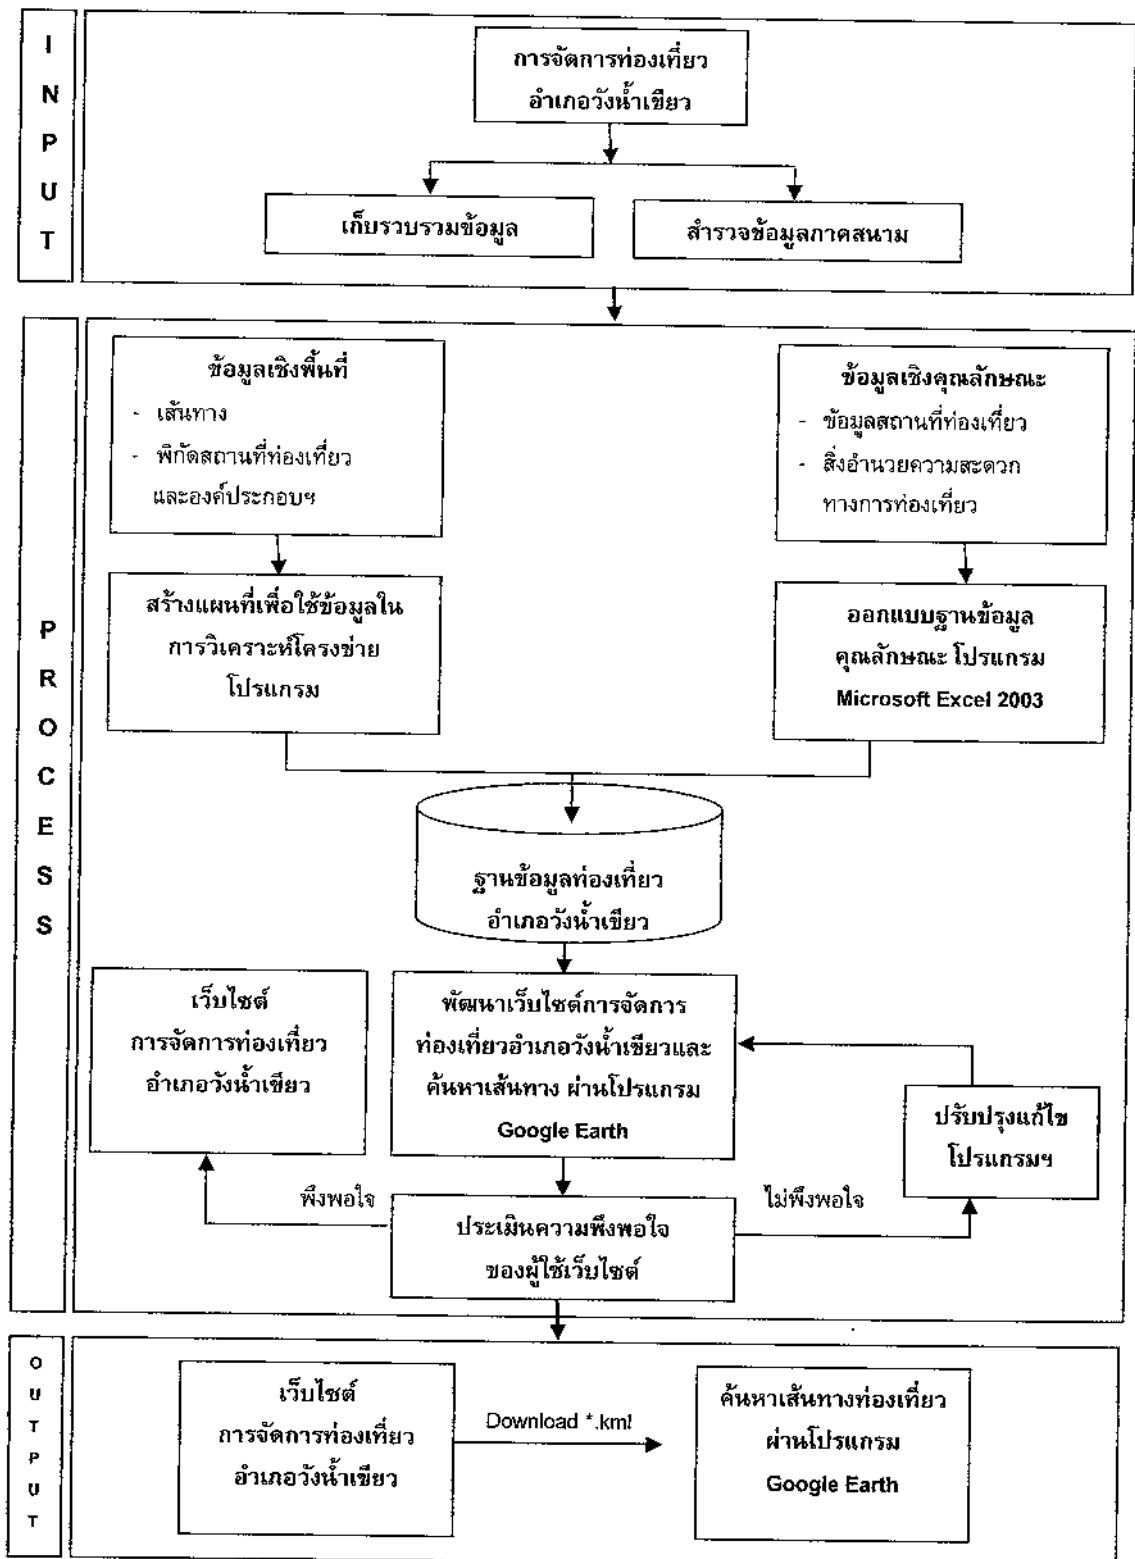 INPUT
การจัดการท่องเที่ยว
อำเภอวังน้ำเขียว
เก็บรวบรวมข้อมูล
สำรวจข้อมูลภาคสนาม
PROCESS
ข้อมูลเชิงพื้นที่
- เส้นทาง
- พิกัดสถานที่ท่องเที่ยว
และองค์ประกอบฯ
ข้อมูลเชิงคุณลักษณะ
- ข้อมูลสถานที่ท่องเที่ยว
- สิ่งอำนวยความสะดวก
ทางการท่องเที่ยว
สร้างแผนที่เพื่อใช้ข้อมูลใน
การวิเคราะห์โครงข่าย
โปรแกรม
ออกแบบฐานข้อมูล
คุณลักษณะ โปรแกรม
Microsoft Excel 2003
ฐานข้อมูลท่องเที่ยว
อำเภอวังน้ำเขียว
เว็บไซต์
การจัดการท่องเที่ยว
อำเภอวังน้ำเขียว
พัฒนาเว็บไซต์การจัดการ
ท่องเที่ยวอำเภอวังน้ำเขียวและ
ค้นหาเส้นทาง ผ่านโปรแกรม
Google Earth
ปรับปรุงแก้ไข
โปรแกรมฯ
พึงพอใจ
ไม่พึงพอใจ
ประเมินความพึงพอใจ
ของผู้ใช้เว็บไซต์
OUTPUT
เว็บไซต์
การจัดการท่องเที่ยว
อำเภอวังน้ำเขียว
Download *.kml
ค้นหาเส้นทางท่องเที่ยว
ผ่านโปรแกรม
Google Earth